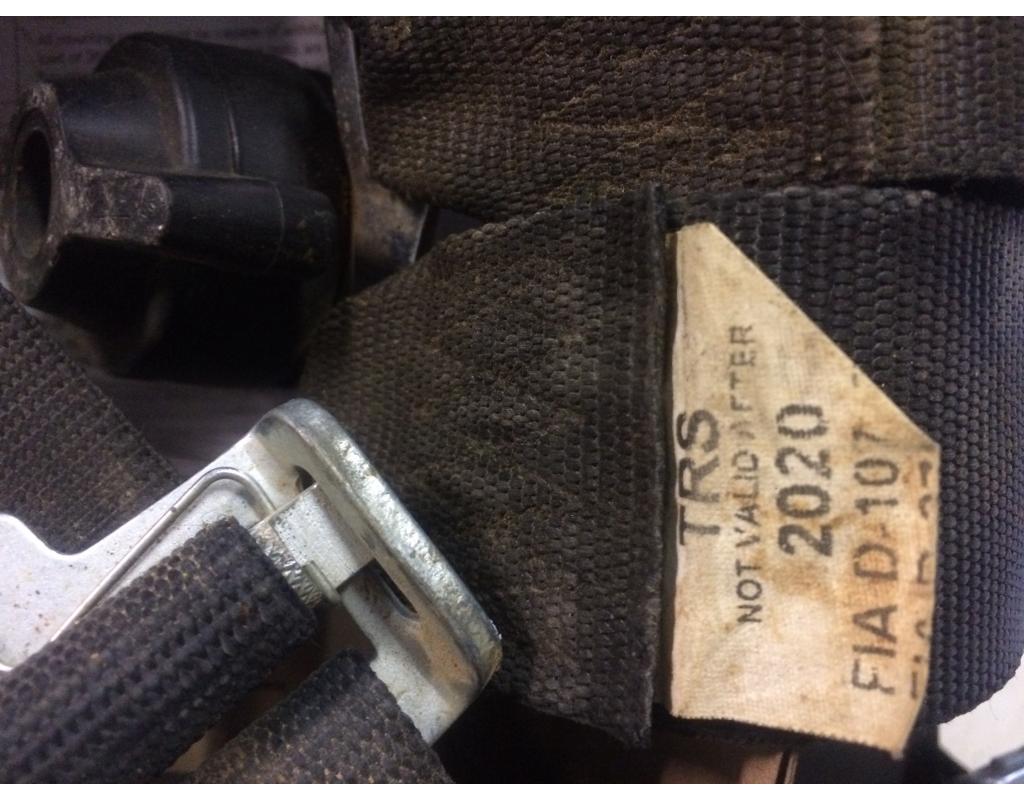 TRS
NOT VALID AFTER
2020
FIA D-107